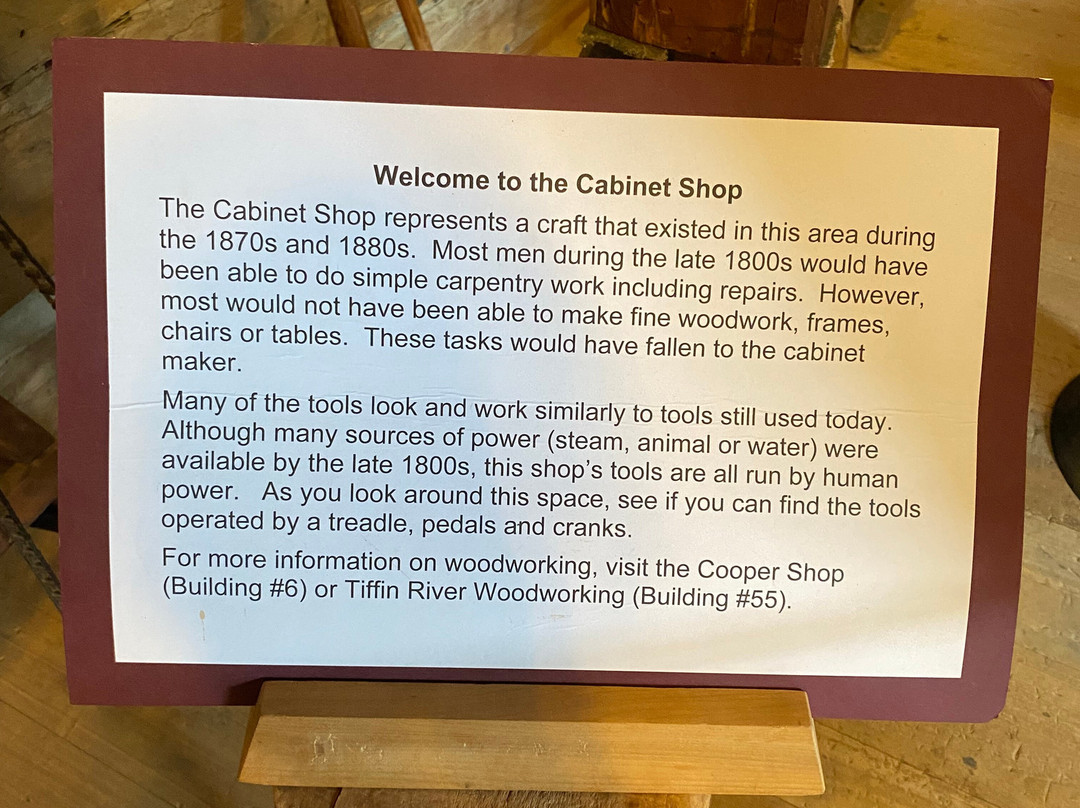 Welcome to the Cabinet Shop
The Cabinet Shop represents a craft that existed in this area during
the 1870s and 1880s.  Most men during the late 1800s would have
been able to do simple carpentry work including repairs.  However,
most would not have been able to make fine woodwork, frames,
chairs or tables.  These tasks would have fallen to the cabinet
maker.
Many of the tools look and work similarly to tools still used today.
Although many sources of power (steam, animal or water) were
available by the late 1800s, this shop's tools are all run by human
power.   As you look around this space, see if you can find the tools
operated by a treadle, pedals and cranks.
For more information on woodworking, visit the Cooper Shop
(Building #6) or Tiffin River Woodworking (Building #55).